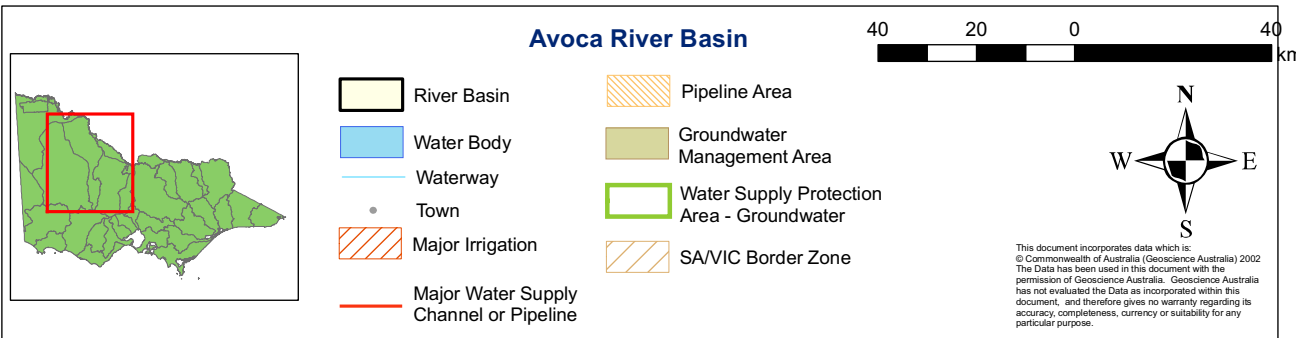 Avoca River Basin
40 20 0 40
km
River Basin
Water Body
Waterway
Town
Major Irrigation
Major Water Supply
Channel or Pipeline
Pipeline Area
Groundwater
Management Area
Water Supply Protection
Area - Groundwater
SA/VIC Border Zone
N
W E
S
This document incorporates data which is:
© Commonwealth of Australia (Geoscience Australia) 2002
The Data has been used in this document with the
permission of Geoscience Australia. Geoscience Australia
has not evaluated the Data as incorporated within this
document, and therefore gives no warranty regarding its
accuracy, completeness, currency or suitability for any
particular purpose.